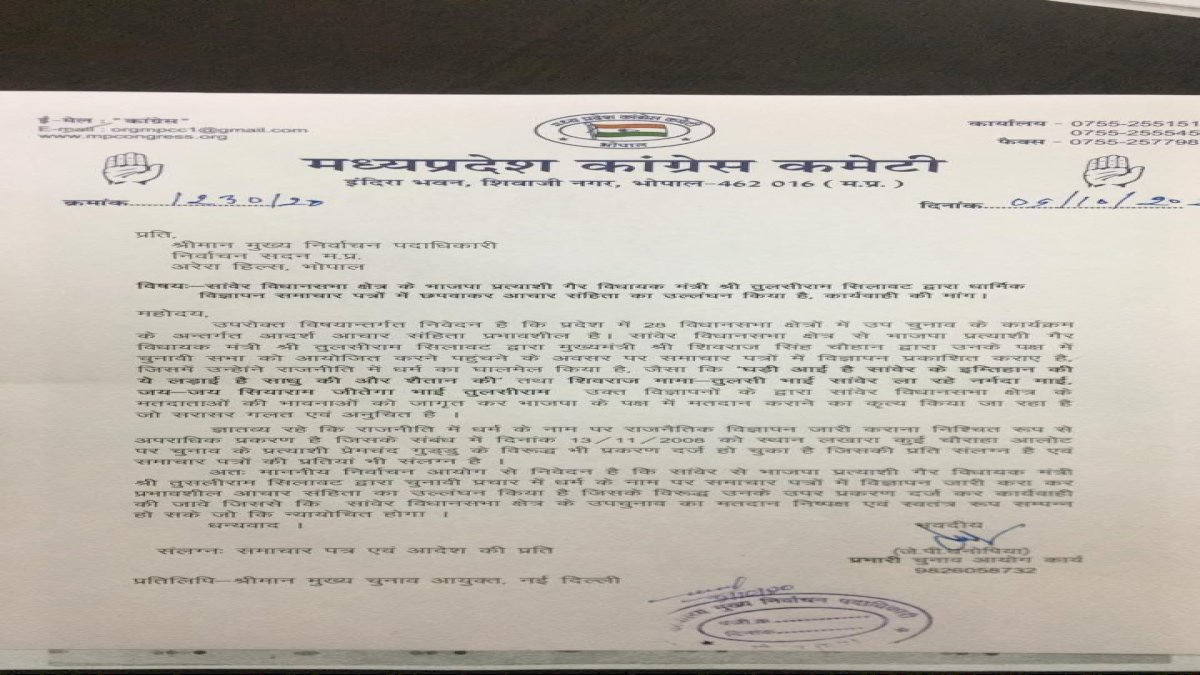 ई-मेल : "कांग्रेस"
E-mail : orgmpcc1@gmail.com
www.mpcongress.org
मध्य प्रदेश कांग्रेस कमेटी
भोपाल
कार्यालय - 0755-255151
0755-255545
फैक्स - 0755-257798
मध्यप्रदेश कांग्रेस कमेटी
इंदिरा भवन, शिवाजी नगर, भोपाल-462 016 ( म.प्र. )
क्रमांक 1230/20
दिनांक /10/20
प्रति,
श्रीमान मुख्य निर्वाचन पदाधिकारी
निर्वाचन सदन म.प्र.
अरेरा हिल्स, भोपाल
विषयः-सांवेर विधानसभा क्षेत्र के भाजपा प्रत्याशी गैर विधायक मंत्री श्री तुलसीराम सिलावट द्वारा धार्मिक
विज्ञापन समाचार पत्रों में छपवाकर आचार संहिता का उल्लंघन किया है, कार्यवाही की मांग।
महोदय,
उपरोक्त विषयान्तर्गत निवेदन है कि प्रदेश में 28 विधानसभा क्षेत्रों में उप चुनाव के कार्यक्रम
के अन्तर्गत आदर्श आचार संहिता प्रभावशील है। सांवेर विधानसभा क्षेत्र से भाजपा प्रत्याशी गैर
विधायक मंत्री श्री तुलसीराम सिलावट द्वारा मुख्यमंत्री श्री शिवराज सिंह चौहान द्वारा उनके पक्ष में
चुनावी सभा को आयोजित करने पहुंचने के अवसर पर समाचार पत्रों में विज्ञापन प्रकाशित कराए है,
जिसमें उन्होंने राजनीति में धर्म का घालमेल किया है, जैसा कि 'घड़ी आई है सांवेर के इम्तिहान की
ये लड़ाई है साधु की और शैतान की' तथा शिवराज मामा-तुलसी भाई सांवेर ला रहे नर्मदा माई,
जय-जय सियाराम जीतेगा भाई तुलसीराम उक्त विज्ञापनों के द्वारा सांवेर विधानसभा क्षेत्र के
मतदाताओं की भावनाओं को जागृत कर भाजपा के पक्ष में मतदान कराने का कृत्य किया जा रहा है
जो सरासर गलत एवं अनुचित है ।
ज्ञातव्य रहे कि राजनीति में धर्म के नाम पर राजनैतिक विज्ञापन जारी कराना निश्चित रूप से
अपराधिक प्रकरण है जिसके संबंध में दिनांक 13/11/2008 को स्थान लखारा कुई चौराहा आलोट
पर चुनाव के प्रत्याशी प्रेमचंद गुड्डु के विरूद्ध भी प्रकरण दर्ज हो चुका है जिसकी प्रति संलग्न है एवं
समाचार पत्रों की प्रतियां भी संलग्न है ।
अतः माननीय निर्वाचन आयोग से निवेदन है कि सांवेर से भाजपा प्रत्याशी गैर विधायक मंत्री
श्री तुसलीराम सिलावट द्वारा चुनावी प्रचार में धर्म के नाम पर समाचार पत्रों में विज्ञापन जारी करा कर
प्रभावशील आचार संहिता का उल्लंघन किया है जिसके विरूद्ध उनके उपर प्रकरण दर्ज कर कार्यवाही
की जावे जिससे कि सांवेर विधानसभा क्षेत्र के उपचुनाव का मतदान निष्पक्ष एवं स्वतंत्र रूप सम्पन्न
हो सके जो कि न्यायोचित होगा ।
धन्यवाद ।
भवदीय
(जे.पी.धनोपिया)
प्रभारी चुनाव आयोग कार्य
9826058732
संलग्नः समाचार पत्र एवं आदेश की प्रति
प्रतिलिपि-श्रीमान मुख्य चुनाव आयुक्त, नई दिल्ली
मुख्य निर्वाचन पदाधिकारी
दिनांक